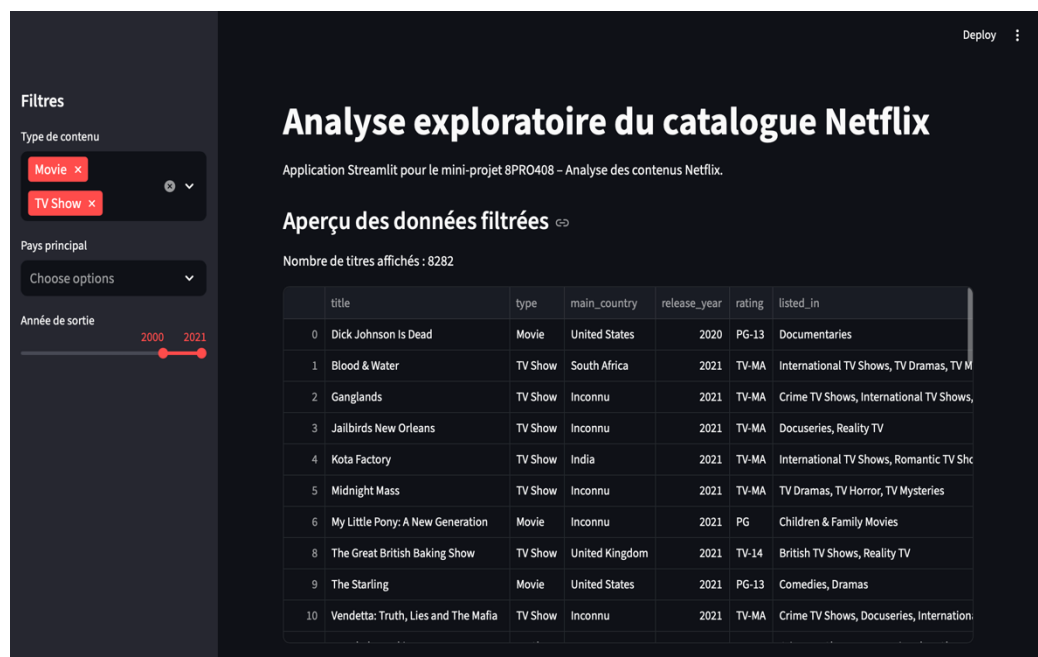 Deploy
Filtres
Type de contenu
Movie ×
TV Show ×
Pays principal
Choose options
Année de sortie
2000 2021
Analyse exploratoire du catalogue Netflix
Application Streamlit pour le mini-projet 8PRO408 – Analyse des contenus Netflix.
Aperçu des données filtrées
Nombre de titres affichés : 8282
title type main_country release_year rating listed_in
0 Dick Johnson Is Dead Movie United States 2020 PG-13 Documentaries
1 Blood & Water TV Show South Africa 2021 TV-MA International TV Shows, TV Dramas, TV M
2 Ganglands TV Show Inconnu 2021 TV-MA Crime TV Shows, International TV Shows,
3 Jailbirds New Orleans TV Show Inconnu 2021 TV-MA Docuseries, Reality TV
4 Kota Factory TV Show India 2021 TV-MA International TV Shows, Romantic TV Sho
5 Midnight Mass TV Show Inconnu 2021 TV-MA TV Dramas, TV Horror, TV Mysteries
6 My Little Pony: A New Generation Movie Inconnu 2021 PG Children & Family Movies
8 The Great British Baking Show TV Show United Kingdom 2021 TV-14 British TV Shows, Reality TV
9 The Starling Movie United States 2021 PG-13 Comedies, Dramas
10 Vendetta: Truth, Lies and The Mafia TV Show Inconnu 2021 TV-MA Crime TV Shows, Docuseries, Internationa